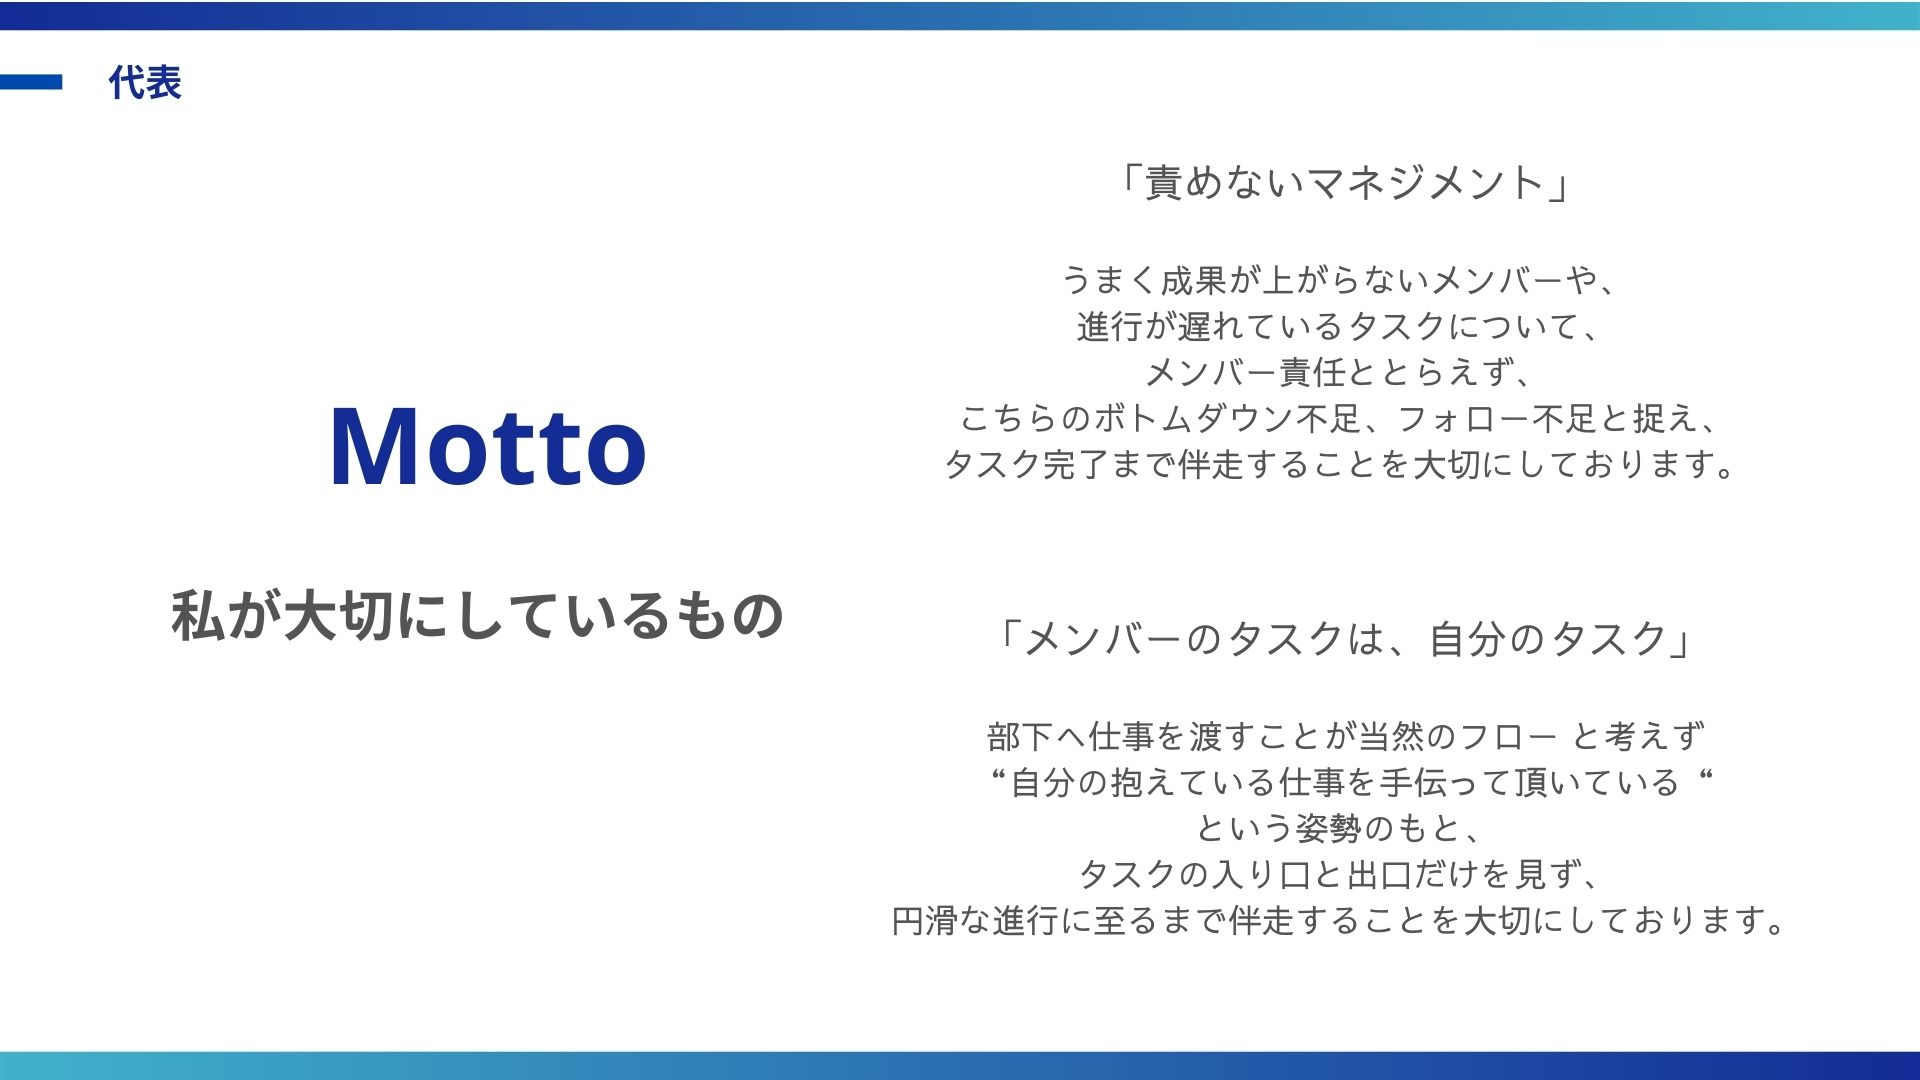 代表
Motto
私が大切にしているもの
「責めないマネジメント」
うまく成果が上がらないメンバーや、
進行が遅れているタスクについて、
メンバー責任ととらえず、
こちらのボトムダウン不足、フォロー不足と捉え、
タスク完了まで伴走することを大切にしております。
「メンバーのタスクは、自分のタスク」
部下へ仕事を渡すことが当然のフロー と考えず
“自分の抱えている仕事を手伝って頂いている “
という姿勢のもと、
タスクの入り口と出口だけを見ず、
円滑な進行に至るまで伴走することを大切にしております。